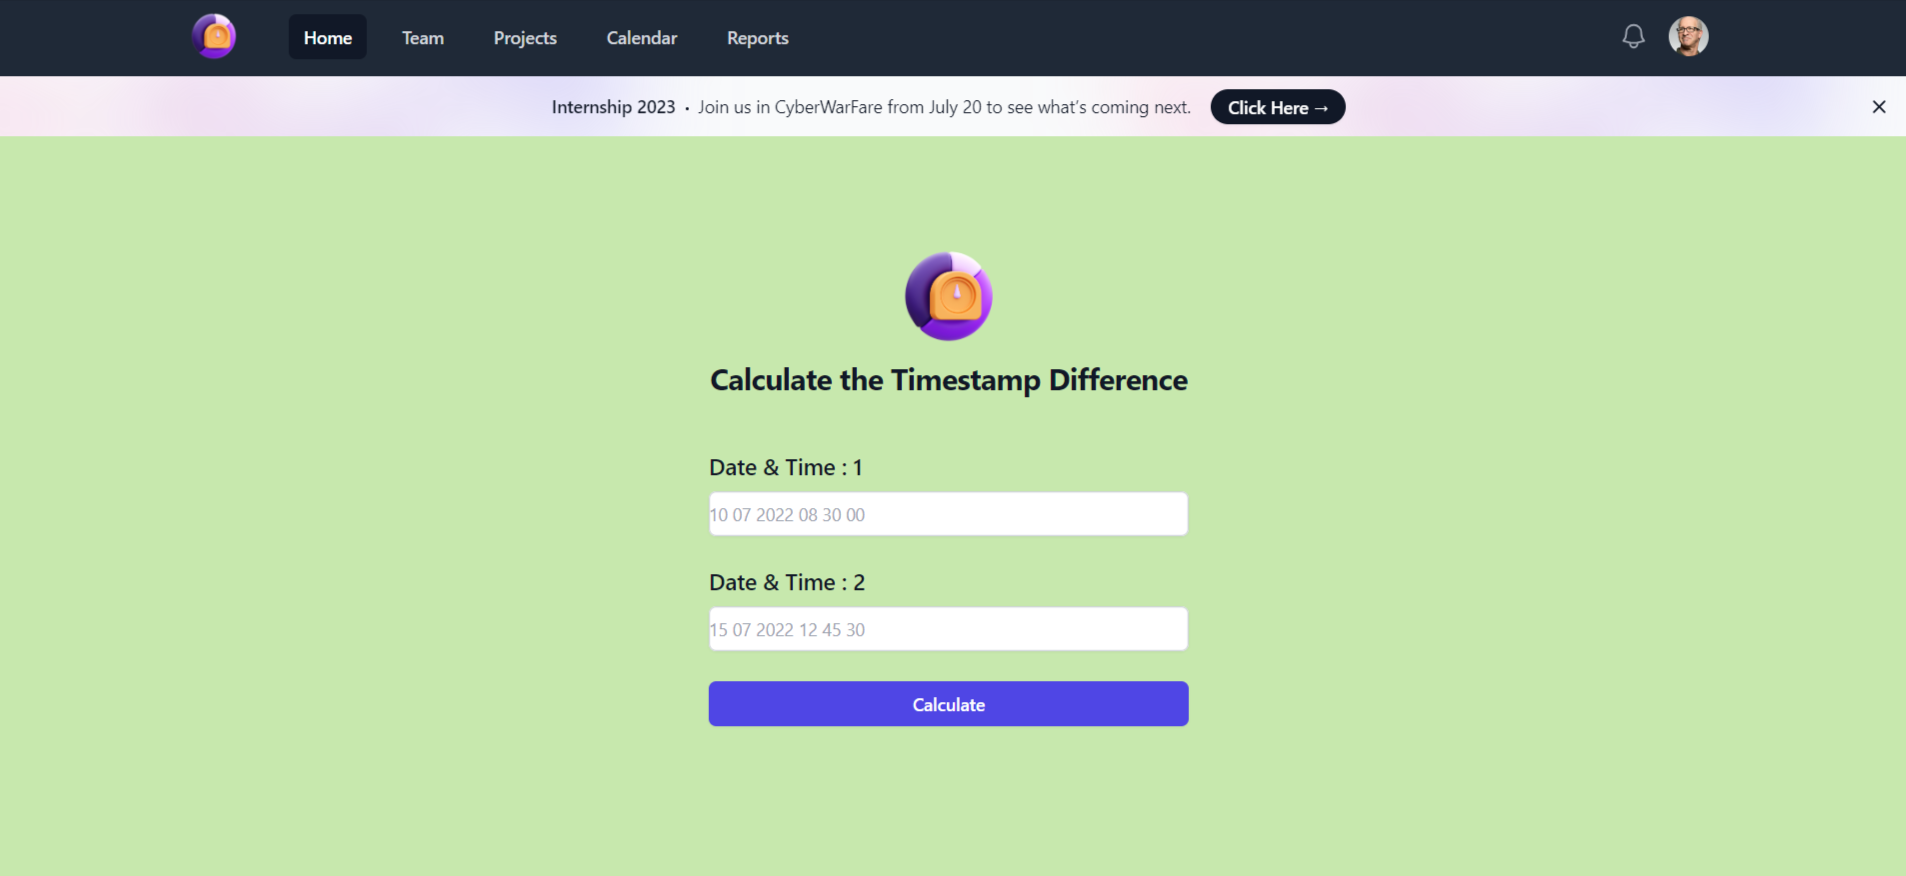 Home Team Projects Calendar Reports
Internship 2023 • Join us in CyberWarFare from July 20 to see what's coming next. Click Here →
Calculate the Timestamp Difference
Date & Time : 1
10 07 2022 08 30 00
Date & Time : 2
15 07 2022 12 45 30
Calculate